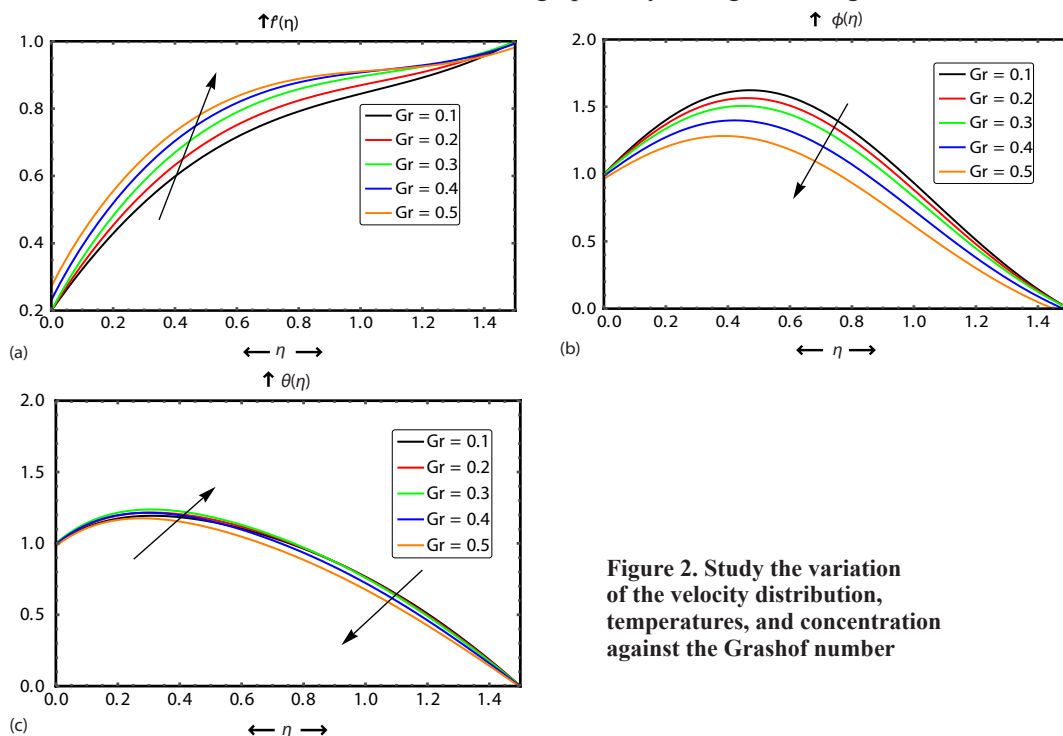 ↑f'(η)
1.0
0.8
0.6
0.4
0.2
0.0 0.2 0.4 0.6 0.8 1.0 1.2 1.4
Gr = 0.1
Gr = 0.2
Gr = 0.3
Gr = 0.4
Gr = 0.5
(a)
← η →
↑ ϕ(η)
2.0
1.5
1.0
0.5
0.0
0.0 0.2 0.4 0.6 0.8 1.0 1.2 1.4
Gr = 0.1
Gr = 0.2
Gr = 0.3
Gr = 0.4
Gr = 0.5
(b)
← η →
↑ θ(η)
2.0
1.5
1.0
0.5
0.0
0.0 0.2 0.4 0.6 0.8 1.0 1.2 1.4
Gr = 0.1
Gr = 0.2
Gr = 0.3
Gr = 0.4
Gr = 0.5
(c)
← η →
Figure 2. Study the variation
of the velocity distribution,
temperatures, and concentration
against the Grashof number